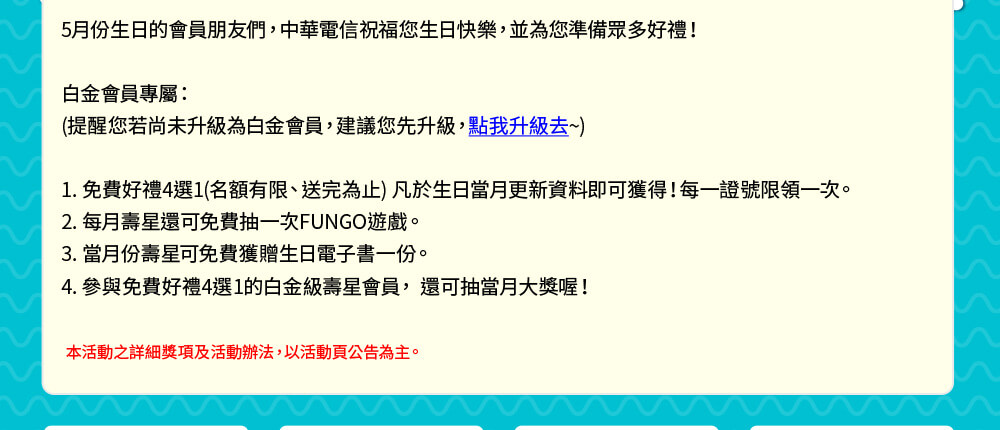 5月份生日的會員朋友們，中華電信祝福您生日快樂，並為您準備眾多好禮！
白金會員專屬：
(提醒您若尚未升級為白金會員，建議您先升級，點我升級去~)
1. 免費好禮4選1(名額有限、送完為止) 凡於生日當月更新資料即可獲得！每一證號限領一次。
2. 每月壽星還可免費抽一次FUNGO遊戲。
3. 當月份壽星可免費獲贈生日電子書一份。
4. 參與免費好禮4選1的白金級壽星會員， 還可抽當月大獎喔！
本活動之詳細獎項及活動辦法，以活動頁公告為主。